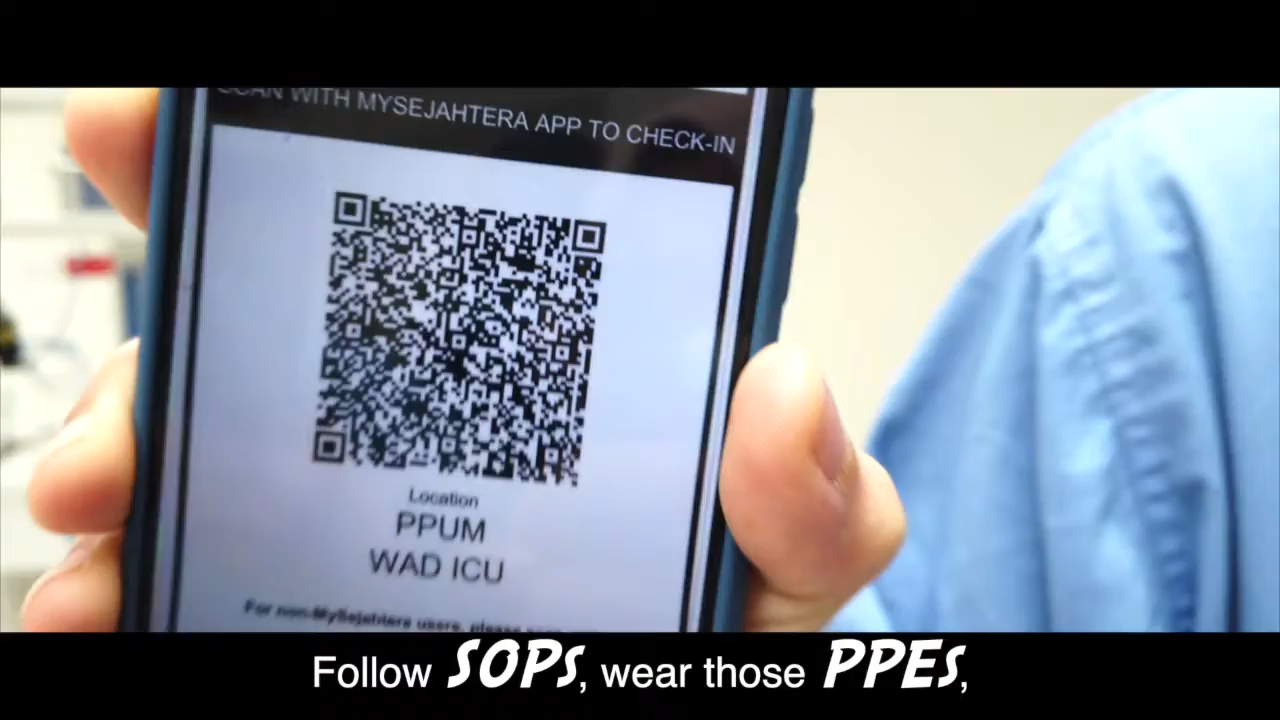 SCAN WITH MYSEJAHTERA APP TO CHECK-IN
Location
PPUM
WAD ICU
For non-MySejahtera users, please
Follow SOPs, wear those PPEs,